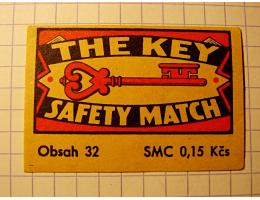 THE KEY
SAFETY MATCH
Obsah 32 SMC 0,15 Kčs